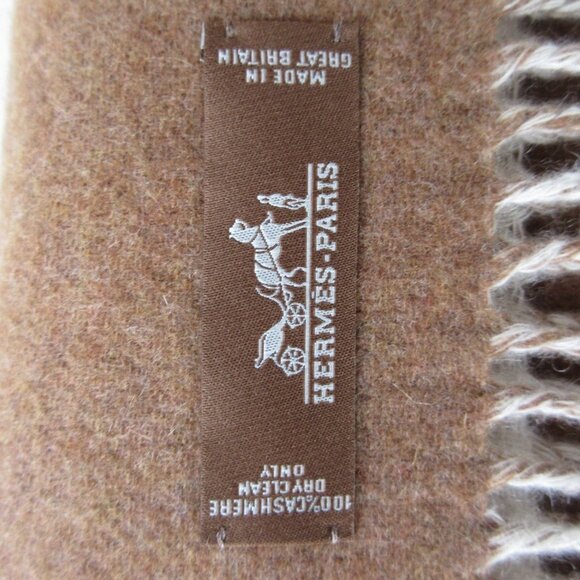 MADE IN
GREAT BRITAIN
HERMÈS-PARIS
100%CASHMERE
DRY CLEAN
ONLY